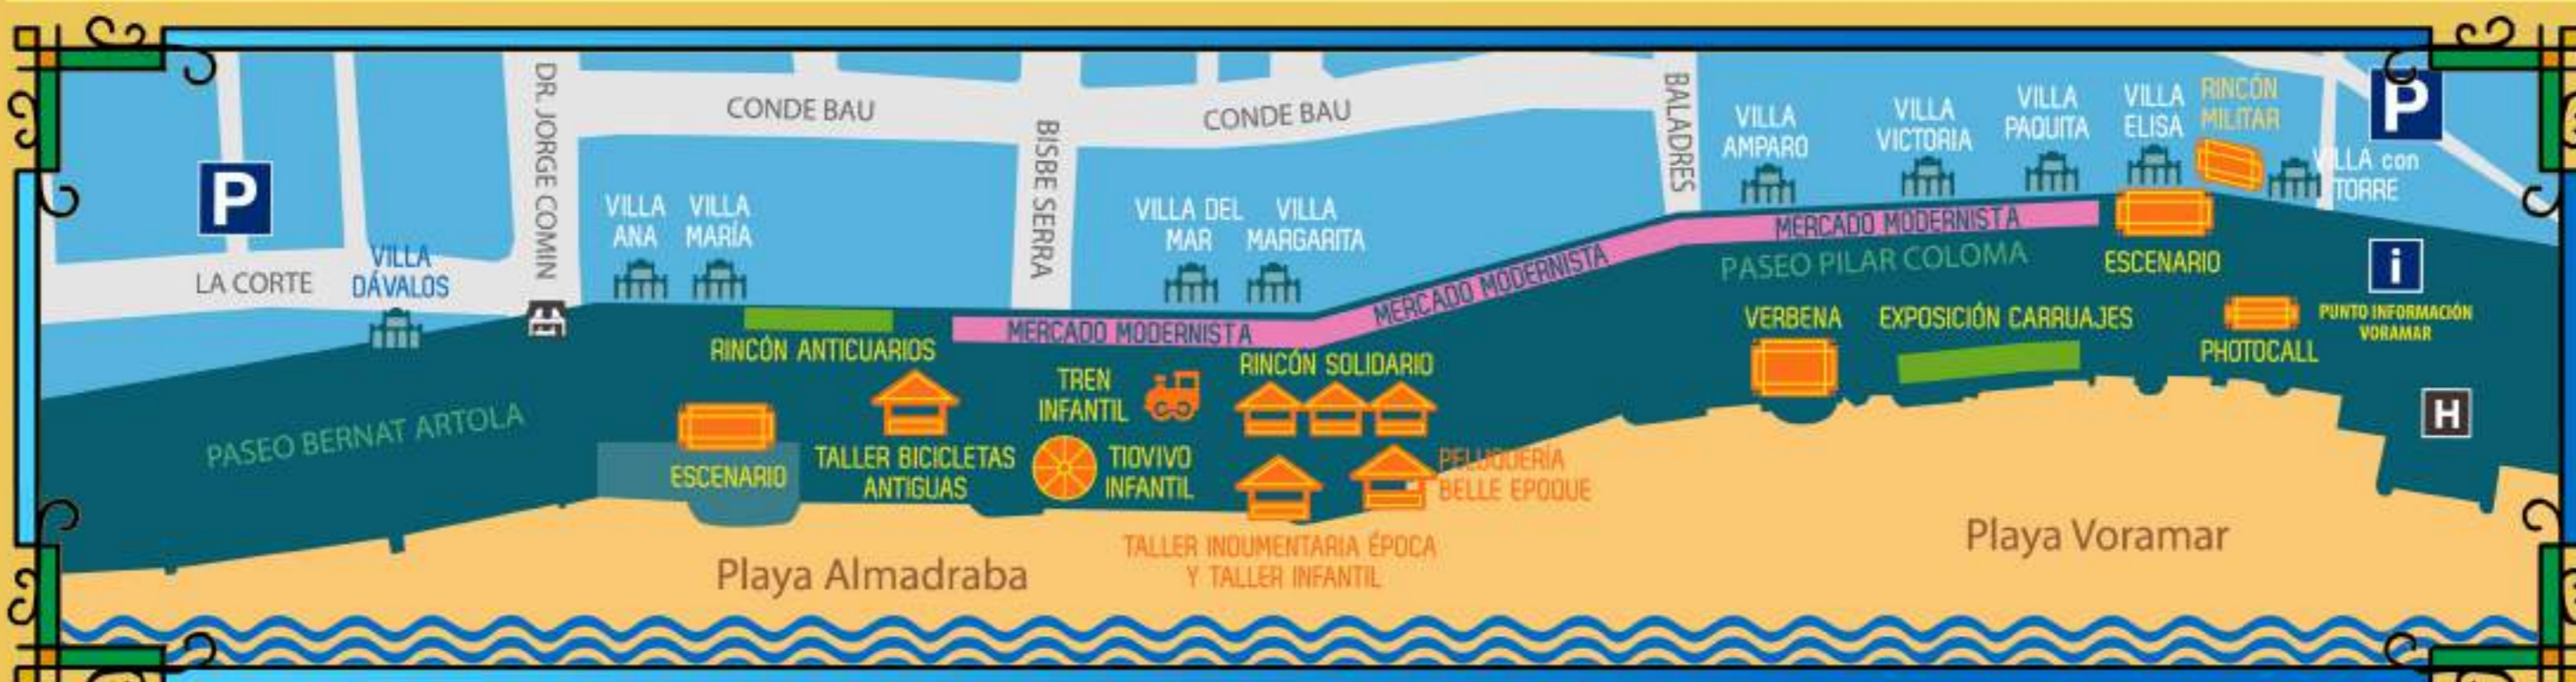 P
LA CORTE
VILLA
DÁVALOS
DR. JORGE COMIN
CONDE BAU
BISBE SERRA
CONDE BAU
BALADRES
VILLA
ANA
VILLA
MARÍA
VILLA DEL
MAR
VILLA
MARGARITA
VILLA
AMPARO
VILLA
VICTORIA
VILLA
PAQUITA
VILLA
ELISA
RINCÓN
MILITAR
P
VILLA con
TORRE
MERCADO MODERNISTA
MERCADO MODERNISTA
MERCADO MODERNISTA
PASEO PILAR COLOMA
ESCENARIO
i
PUNTO INFORMACIÓN
VORAMAR
RINCÓN ANTICUARIOS
TREN
INFANTIL
RINCÓN SOLIDARIO
VERBENA
EXPOSICIÓN CARRUAJES
PHOTOCALL
H
PASEO BERNAT ARTOLA
ESCENARIO
TALLER BICICLETAS
ANTIGUAS
TIOVIVO
INFANTIL
PELUQUERÍA
BELLE EPOQUE
TALLER INDUMENTARIA ÉPOCA
Y TALLER INFANTIL
Playa Almadraba
Playa Voramar